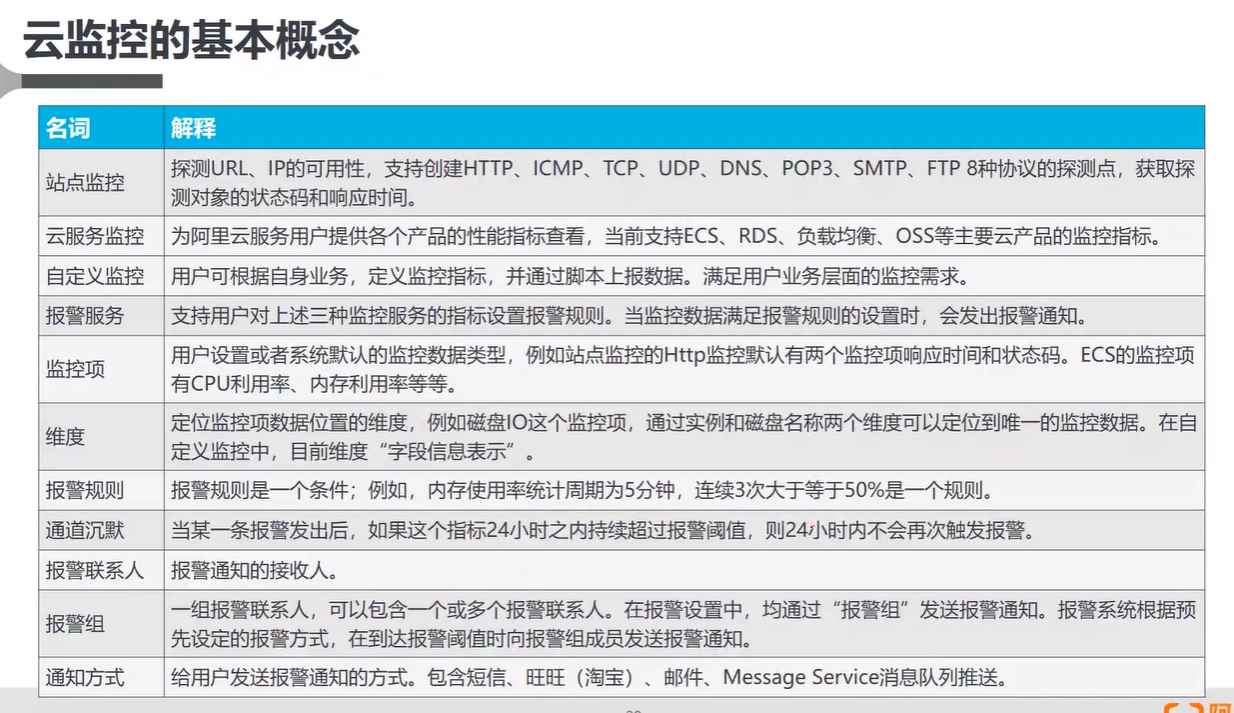 云监控的基本概念
名词 解释
站点监控 探测URL、IP的可用性，支持创建HTTP、ICMP、TCP、UDP、DNS、POP3、SMTP、FTP 8种协议的探测点，获取探
测对象的状态码和响应时间。
云服务监控 为阿里云服务用户提供各个产品的性能指标查看，当前支持ECS、RDS、负载均衡、OSS等主要云产品的监控指标。
自定义监控 用户可根据自身业务，定义监控指标，并通过脚本上报数据。满足用户业务层面的监控需求。
报警服务 支持用户对上述三种监控服务的指标设置报警规则。当监控数据满足报警规则的设置时，会发出报警通知。
监控项 用户设置或者系统默认的监控数据类型，例如站点监控的Http监控默认有两个监控项响应时间和状态码。ECS的监控项
有CPU利用率、内存利用率等等。
维度 定位监控项数据位置的维度，例如磁盘IO这个监控项，通过实例和磁盘名称两个维度可以定位到唯一的监控数据。在自
定义监控中，目前维度“字段信息表示”。
报警规则 报警规则是一个条件；例如，内存使用率统计周期为5分钟，连续3次大于等于50%是一个规则。
通道沉默 当某一条报警发出后，如果这个指标24小时之内持续超过报警阈值，则24小时内不会再次触发报警。
报警联系人 报警通知的接收人。
报警组 一组报警联系人，可以包含一个或多个报警联系人。在报警设置中，均通过“报警组”发送报警通知。报警系统根据预
先设定的报警方式，在到达报警阈值时向报警组成员发送报警通知。
通知方式 给用户发送报警通知的方式。包含短信、旺旺（淘宝）、邮件、Message Service消息队列推送。